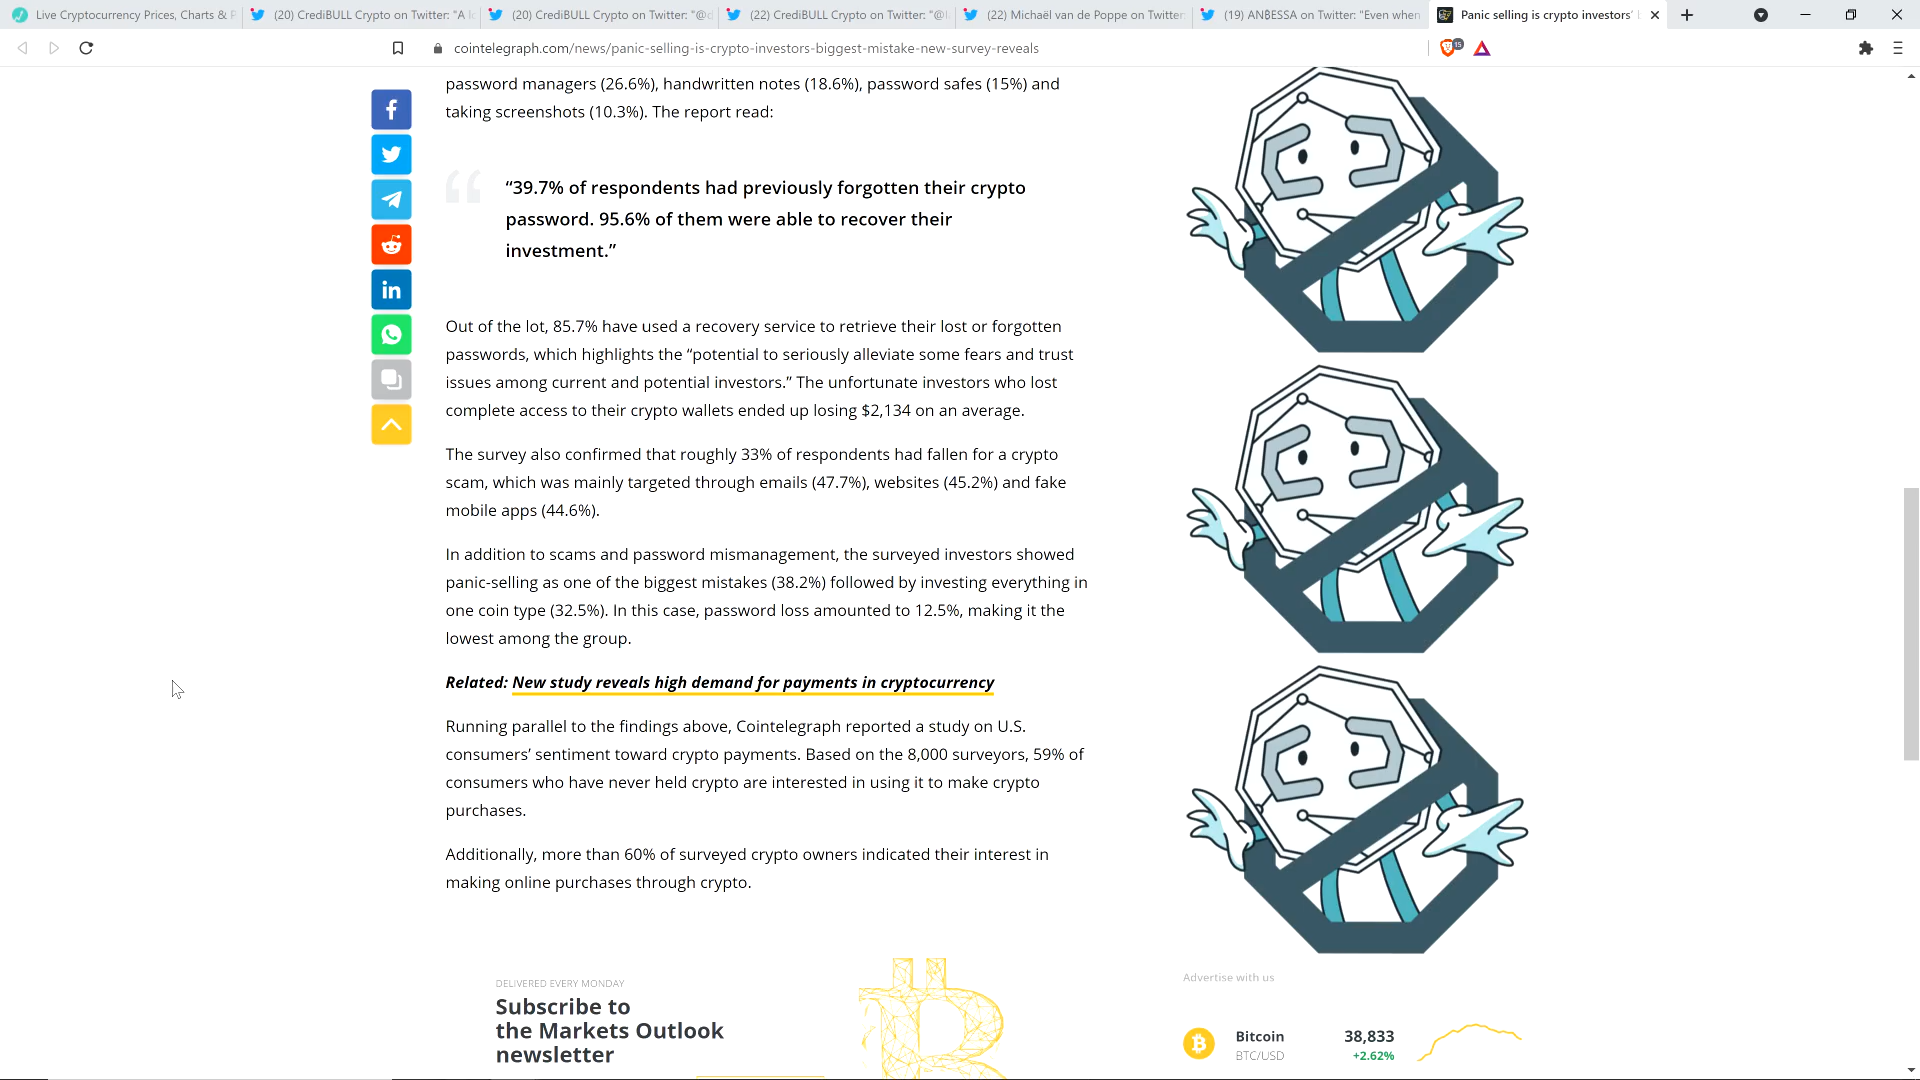 Live Cryptocurrency Prices, Charts & P
(20) CrediBULL Crypto on Twitter: "A l
(20) CrediBULL Crypto on Twitter: "@d
(22) CrediBULL Crypto on Twitter: "@I
(22) Michaël van de Poppe on Twitter:
(19) ANɃESSA on Twitter: "Even when
Panic selling is crypto investors'
cointelegraph.com/news/panic-selling-is-crypto-investors-biggest-mistake-new-survey-reveals
15
password managers (26.6%), handwritten notes (18.6%), password safes (15%) and
taking screenshots (10.3%). The report read:
“39.7% of respondents had previously forgotten their crypto
password. 95.6% of them were able to recover their
investment.”
Out of the lot, 85.7% have used a recovery service to retrieve their lost or forgotten
passwords, which highlights the “potential to seriously alleviate some fears and trust
issues among current and potential investors.” The unfortunate investors who lost
complete access to their crypto wallets ended up losing $2,134 on an average.
The survey also confirmed that roughly 33% of respondents had fallen for a crypto
scam, which was mainly targeted through emails (47.7%), websites (45.2%) and fake
mobile apps (44.6%).
In addition to scams and password mismanagement, the surveyed investors showed
panic-selling as one of the biggest mistakes (38.2%) followed by investing everything in
one coin type (32.5%). In this case, password loss amounted to 12.5%, making it the
lowest among the group.
Related: New study reveals high demand for payments in cryptocurrency
Running parallel to the findings above, Cointelegraph reported a study on U.S.
consumers’ sentiment toward crypto payments. Based on the 8,000 surveyors, 59% of
consumers who have never held crypto are interested in using it to make crypto
purchases.
Additionally, more than 60% of surveyed crypto owners indicated their interest in
making online purchases through crypto.
DELIVERED EVERY MONDAY
Subscribe to
the Markets Outlook
newsletter
Advertise with us
Bitcoin 38,833
BTC/USD +2.62%